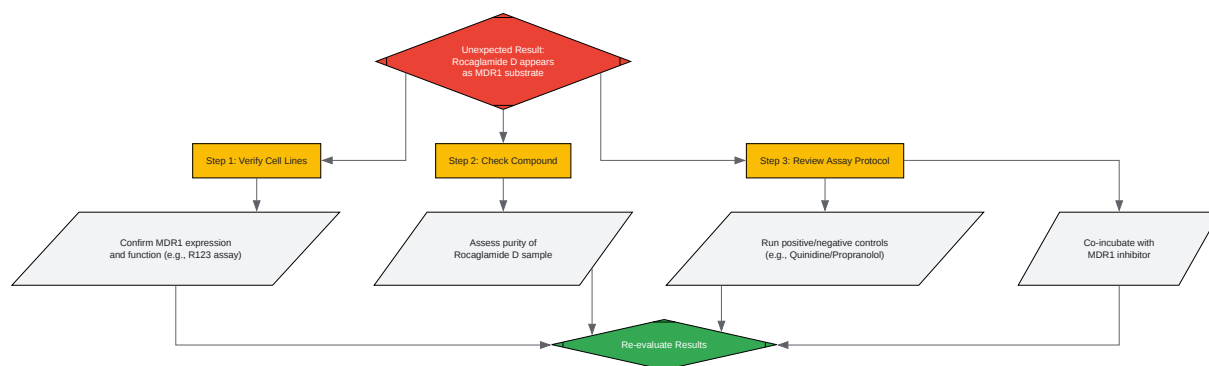 Unexpected Result:
Rocaglamide D appears
as MDR1 substrate
Step 1: Verify Cell Lines
Step 2: Check Compound
Step 3: Review Assay Protocol
Confirm MDR1 expression
and function (e.g., R123 assay)
Assess purity of
Rocaglamide D sample
Run positive/negative controls
(e.g., Quinidine/Propranolol)
Co-incubate with
MDR1 inhibitor
Re-evaluate Results